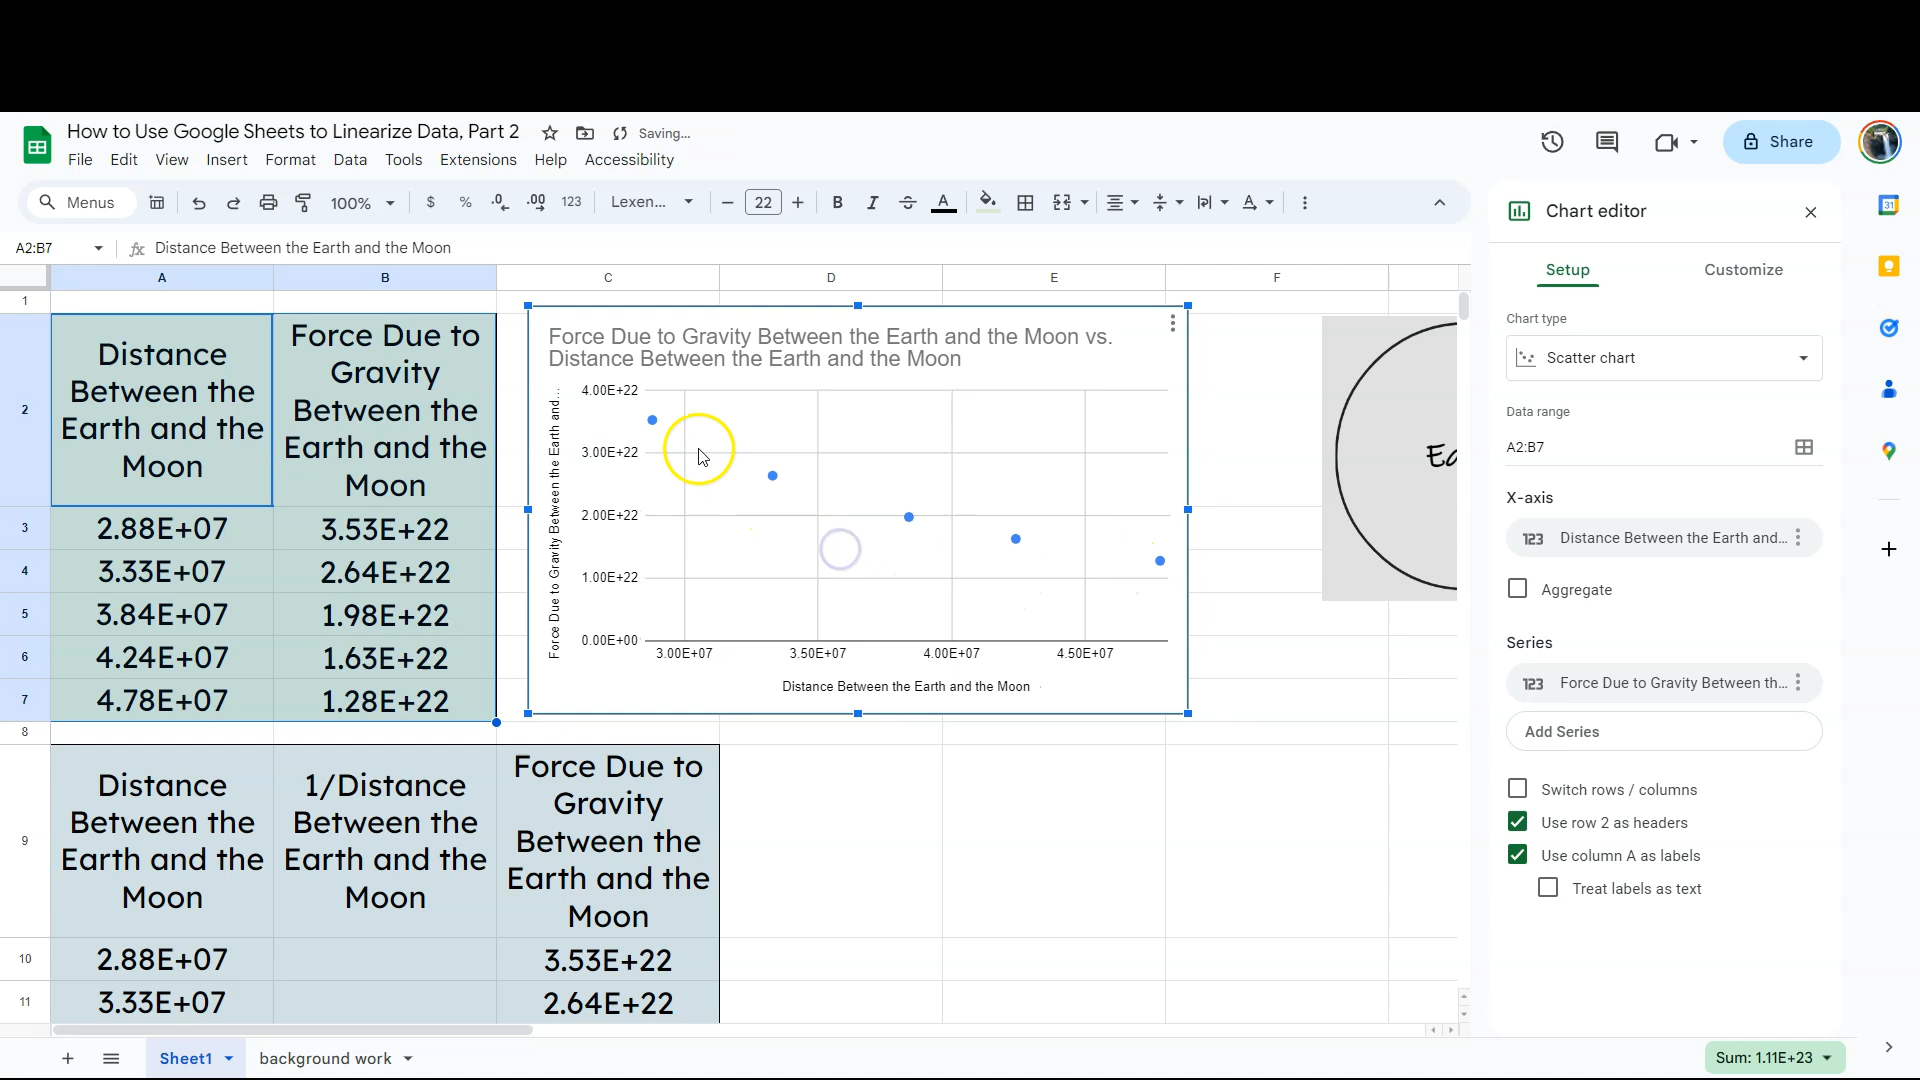 How to Use Google Sheets to Linearize Data, Part 2 Saving...
File Edit View Insert Format Data Tools Extensions Help Accessibility
Share
Menus 100% $ % .0 .00 123 Lexen... 22 B I A
A2:B7 fx Distance Between the Earth and the Moon
A B C D E F
1
2
Distance
Between the
Earth and the
Moon
Force Due to
Gravity
Between the
Earth and the
Moon
3 2.88E+07 3.53E+22
4 3.33E+07 2.64E+22
5 3.84E+07 1.98E+22
6 4.24E+07 1.63E+22
7 4.78E+07 1.28E+22
8
Force Due to Gravity Between the Earth and the Moon vs.
Distance Between the Earth and the Moon
Force Due to Gravity Between the Earth and...
4.00E+22
3.00E+22
2.00E+22
1.00E+22
0.00E+00
3.00E+07 3.50E+07 4.00E+07 4.50E+07
Distance Between the Earth and the Moon
9
Distance
Between the
Earth and the
Moon
1/Distance
Between the
Earth and the
Moon
Force Due to
Gravity
Between the
Earth and the
Moon
10 2.88E+07 3.53E+22
11 3.33E+07 2.64E+22
Chart editor
Setup Customize
Chart type
Scatter chart
Data range
A2:B7
X-axis
123 Distance Between the Earth and...
Aggregate
Series
123 Force Due to Gravity Between th...
Add Series
Switch rows / columns
Use row 2 as headers
Use column A as labels
Treat labels as text
31
Sheet1 background work
Sum: 1.11E+23